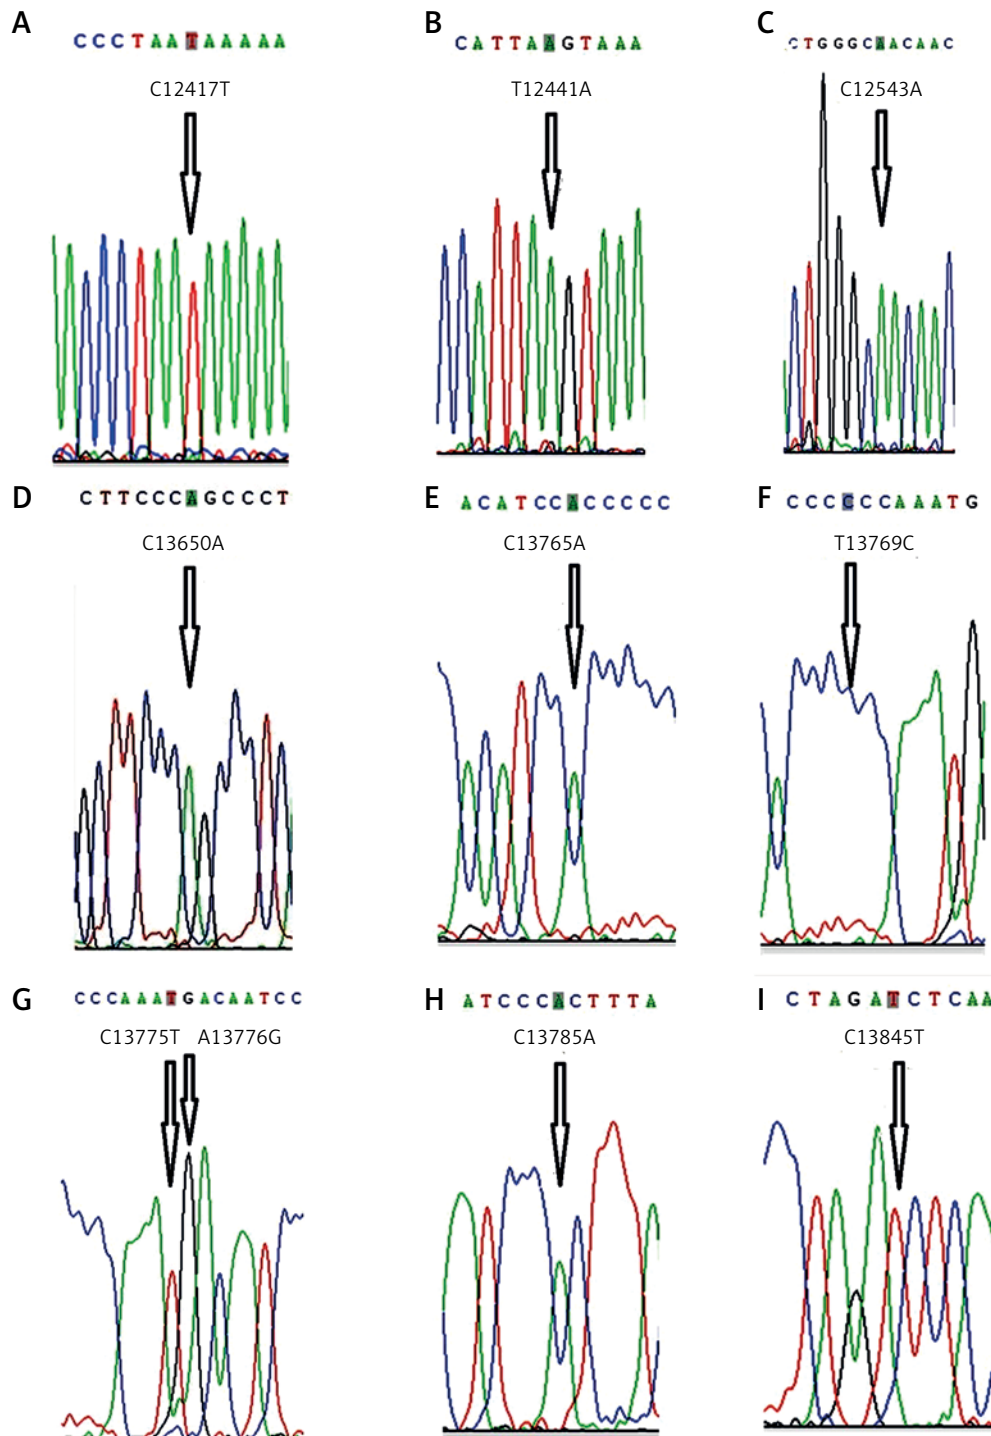 A B C
CCCTAATAAAAA CATTAAGTAAA CTGGGCAACAAC
C12417T T12441A C12543A
D E F
CTTCCCAGCCCT ACATCCACCCCC CCCCCCAAATG
C13650A C13765A T13769C
G H I
CCCAAATGACAATCC ATCCCACTTTA CTAGATCTCAA
C13775T A13776G C13785A C13845T